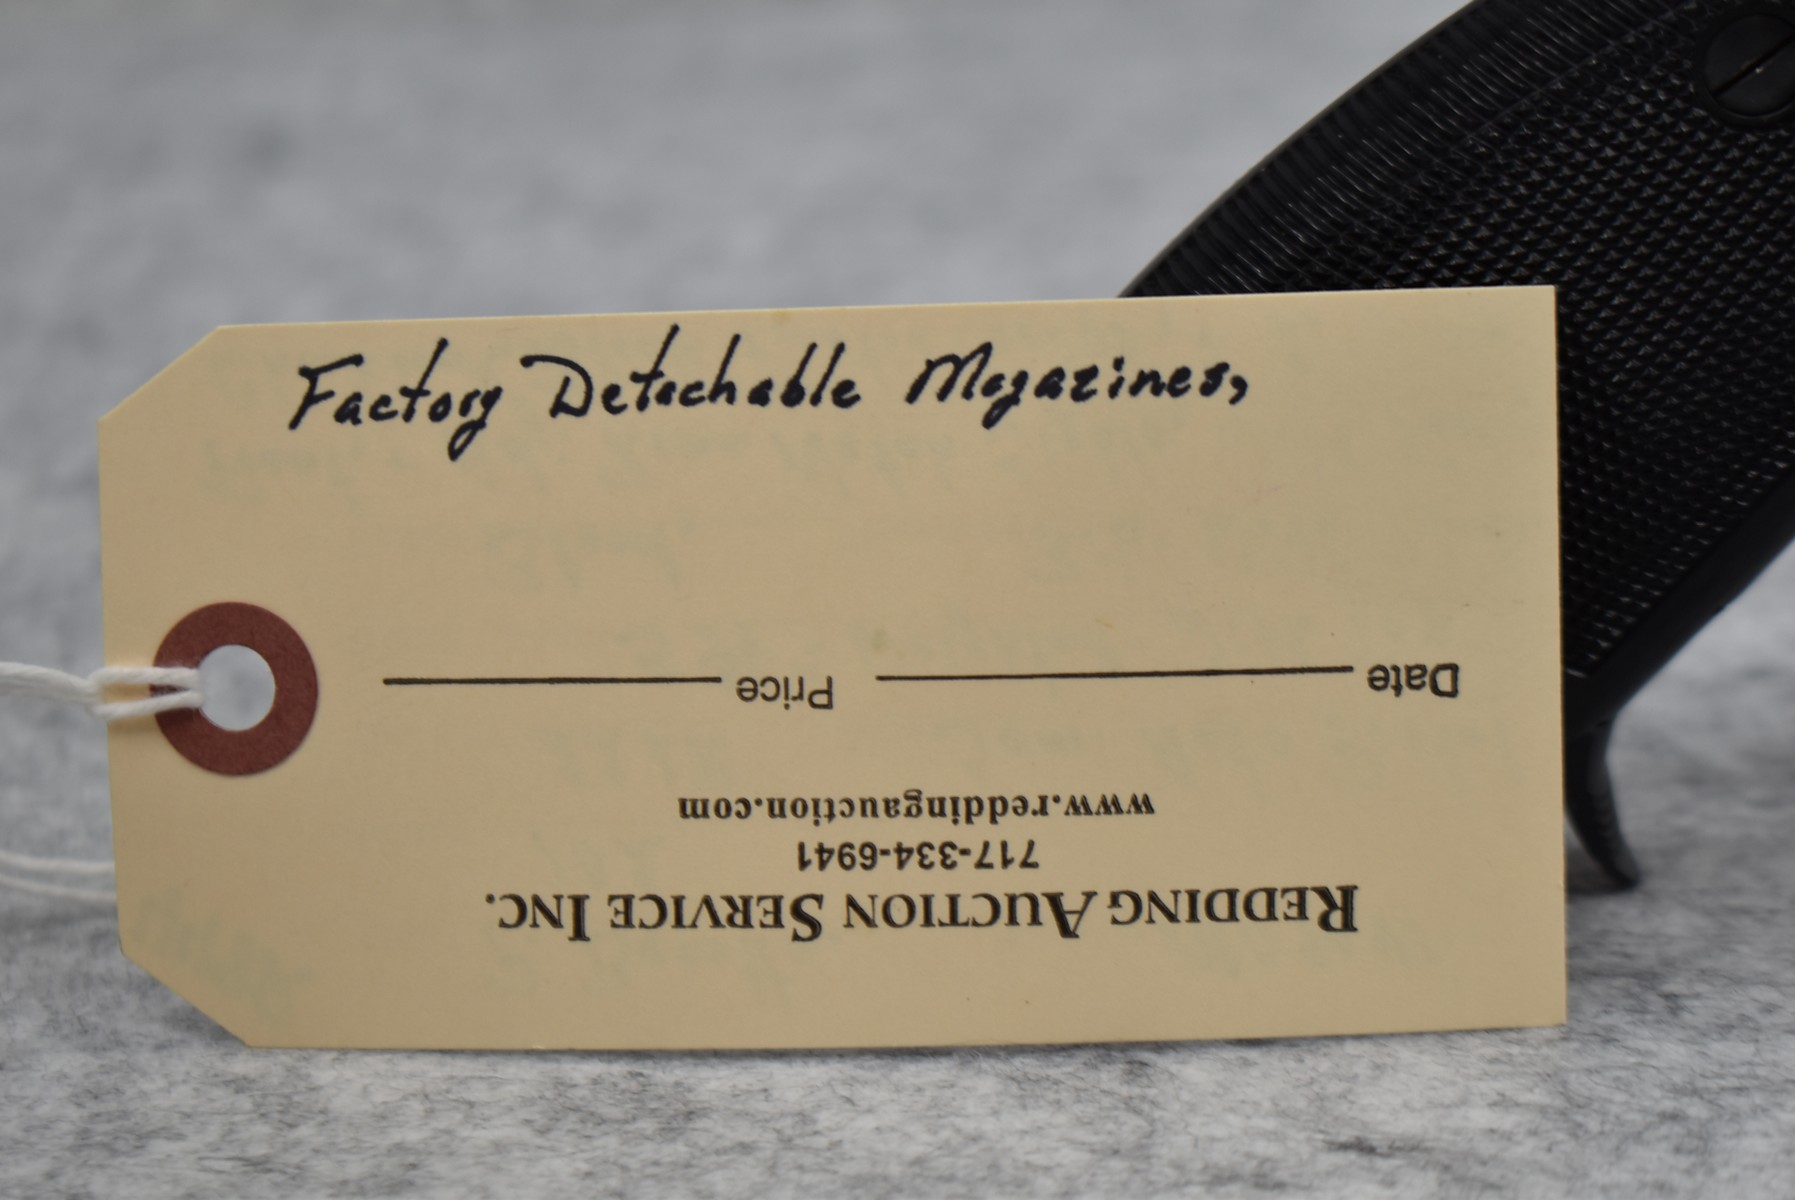 Factory Detachable Magazines,
REDDING AUCTION SERVICE INC.
717-334-6941
www.reddingauction.com
Date Price